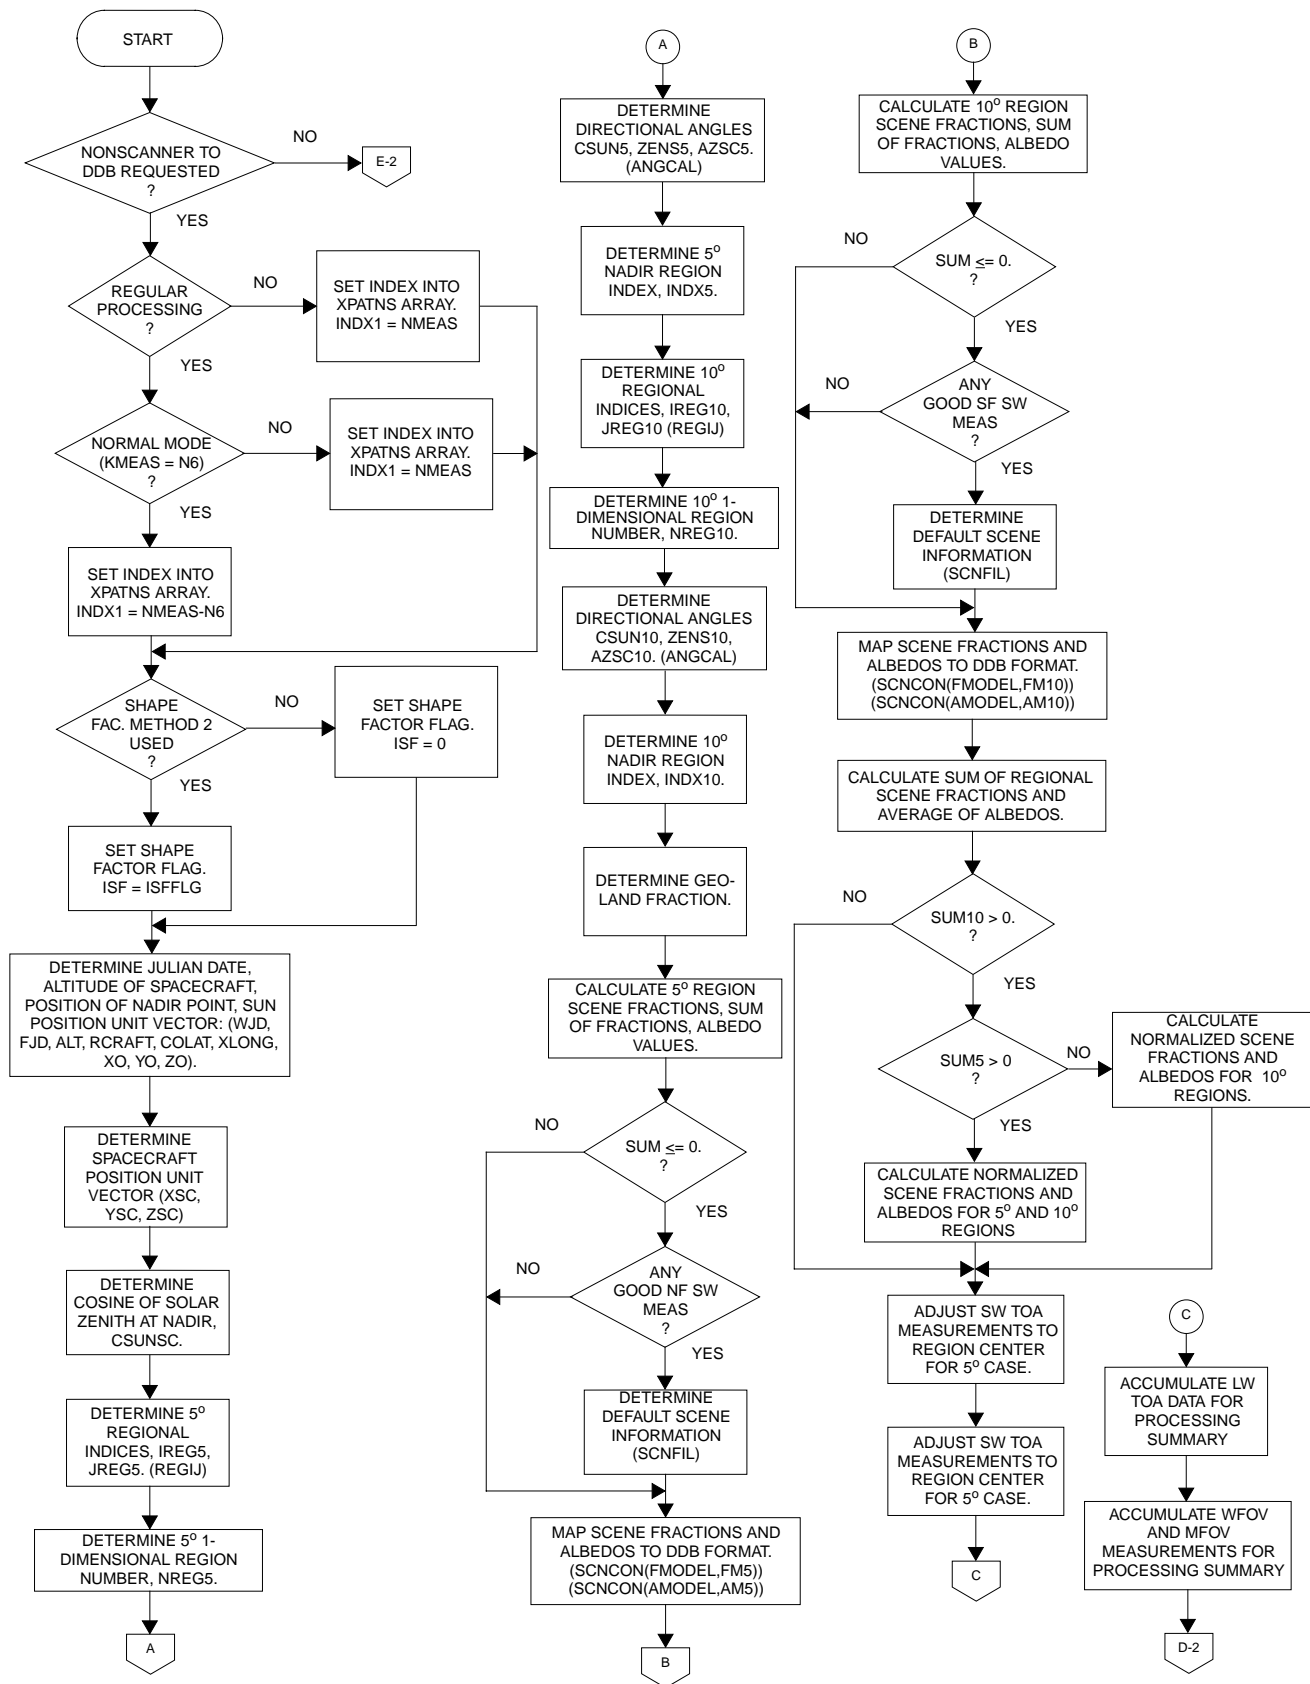 START
NONSCANNER TO
DDB REQUESTED
?
NO
E-2
YES
REGULAR
PROCESSING
?
NO
SET INDEX INTO
XPATNS ARRAY.
INDX1 = NMEAS
YES
NORMAL MODE
(KMEAS = N6)
?
NO
SET INDEX INTO
XPATNS ARRAY.
INDX1 = NMEAS
YES
SET INDEX INTO
XPATNS ARRAY.
INDX1 = NMEAS-N6
SHAPE
FAC. METHOD 2
USED
?
NO
SET SHAPE
FACTOR FLAG.
ISF = 0
YES
SET SHAPE
FACTOR FLAG.
ISF = ISFFLG
DETERMINE JULIAN DATE,
ALTITUDE OF SPACECRAFT,
POSITION OF NADIR POINT, SUN
POSITION UNIT VECTOR: (WJD,
FJD, ALT, RCRAFT, COLAT, XLONG,
XO, YO, ZO).
DETERMINE
SPACECRAFT
POSITION UNIT
VECTOR (XSC,
YSC, ZSC)
DETERMINE
COSINE OF SOLAR
ZENITH AT NADIR,
CSUNSC.
DETERMINE 5o
REGIONAL
INDICES, IREG5,
JREG5. (REGIJ)
DETERMINE 5o 1-
DIMENSIONAL REGION
NUMBER, NREG5.
A
A
DETERMINE
DIRECTIONAL ANGLES
CSUN5, ZENS5, AZSC5.
(ANGCAL)
DETERMINE 5o
NADIR REGION
INDEX, INDX5.
DETERMINE 10o
REGIONAL
INDICES, IREG10,
JREG10 (REGIJ)
DETERMINE 10o 1-
DIMENSIONAL REGION
NUMBER, NREG10.
DETERMINE
DIRECTIONAL ANGLES
CSUN10, ZENS10,
AZSC10. (ANGCAL)
DETERMINE 10o
NADIR REGION
INDEX, INDX10.
DETERMINE GEO-
LAND FRACTION.
CALCULATE 5o REGION
SCENE FRACTIONS, SUM
OF FRACTIONS, ALBEDO
VALUES.
NO
SUM <= 0.
?
YES
NO
ANY
GOOD NF SW
MEAS
?
YES
DETERMINE
DEFAULT SCENE
INFORMATION
(SCNFIL)
MAP SCENE FRACTIONS AND
ALBEDOS TO DDB FORMAT.
(SCNCON(FMODEL,FM5))
(SCNCON(AMODEL,AM5))
B
B
CALCULATE 10o REGION
SCENE FRACTIONS, SUM
OF FRACTIONS, ALBEDO
VALUES.
NO
SUM <= 0.
?
YES
NO
ANY
GOOD SF SW
MEAS
?
YES
DETERMINE
DEFAULT SCENE
INFORMATION
(SCNFIL)
MAP SCENE FRACTIONS AND
ALBEDOS TO DDB FORMAT.
(SCNCON(FMODEL,FM10))
(SCNCON(AMODEL,AM10))
CALCULATE SUM OF REGIONAL
SCENE FRACTIONS AND
AVERAGE OF ALBEDOS.
NO
SUM10 > 0.
?
YES
SUM5 > 0
?
NO
CALCULATE
NORMALIZED SCENE
FRACTIONS AND
ALBEDOS FOR 10o
REGIONS.
YES
CALCULATE NORMALIZED
SCENE FRACTIONS AND
ALBEDOS FOR 5o AND 10o
REGIONS
ADJUST SW TOA
MEASUREMENTS TO
REGION CENTER
FOR 5o CASE.
ADJUST SW TOA
MEASUREMENTS TO
REGION CENTER
FOR 5o CASE.
C
C
ACCUMULATE LW
TOA DATA FOR
PROCESSING
SUMMARY
ACCUMULATE WFOV
AND MFOV
MEASUREMENTS FOR
PROCESSING SUMMARY
D-2